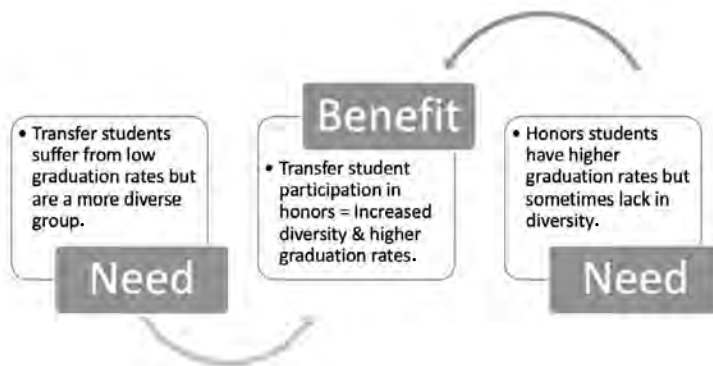 • Transfer students
suffer from low
graduation rates but
are a more diverse
group.
Need
Benefit
• Transfer student
participation in
honors = Increased
diversity & higher
graduation rates.
• Honors students
have higher
graduation rates but
sometimes lack in
diversity.
Need